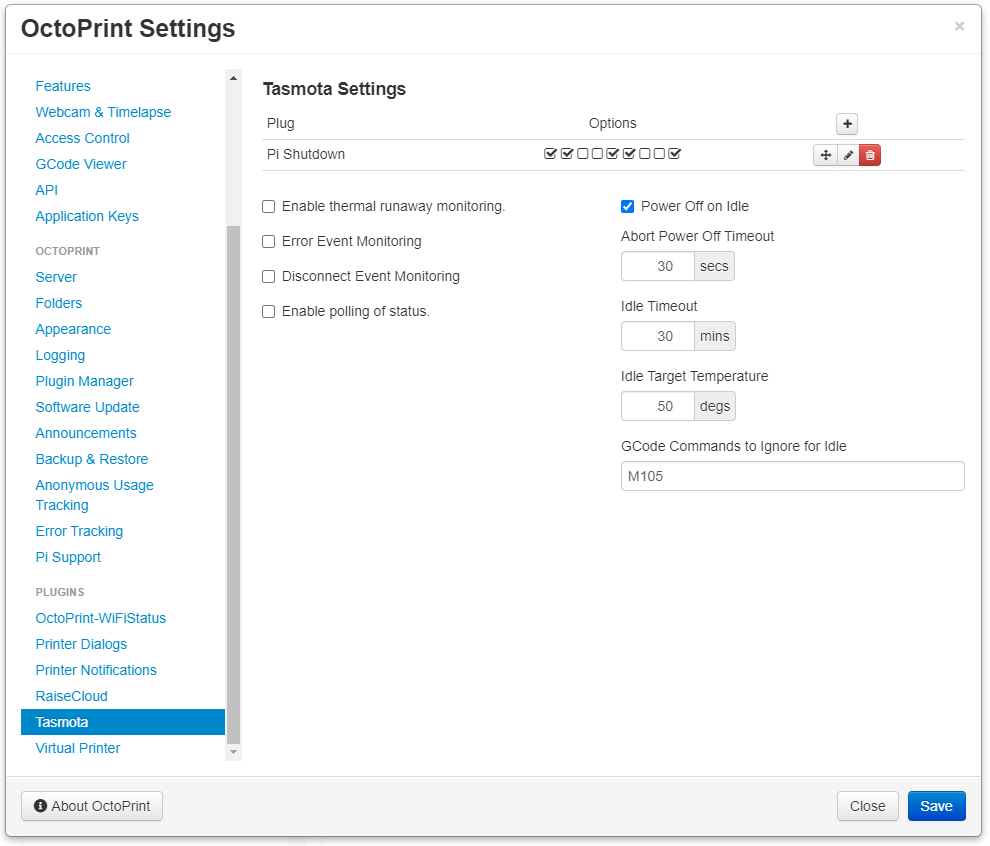 OctoPrint Settings
×
Features
Webcam & Timelapse
Access Control
GCode Viewer
API
Application Keys
OCTOPRINT
Server
Folders
Appearance
Logging
Plugin Manager
Software Update
Announcements
Backup & Restore
Anonymous Usage
Tracking
Error Tracking
Pi Support
PLUGINS
OctoPrint-WiFiStatus
Printer Dialogs
Printer Notifications
RaiseCloud
Tasmota
Virtual Printer
Tasmota Settings
Plug Options
Pi Shutdown
Enable thermal runaway monitoring.
Error Event Monitoring
Disconnect Event Monitoring
Enable polling of status.
Power Off on Idle
Abort Power Off Timeout
30 secs
Idle Timeout
30 mins
Idle Target Temperature
50 degs
GCode Commands to Ignore for Idle
M105
About OctoPrint
Close
Save